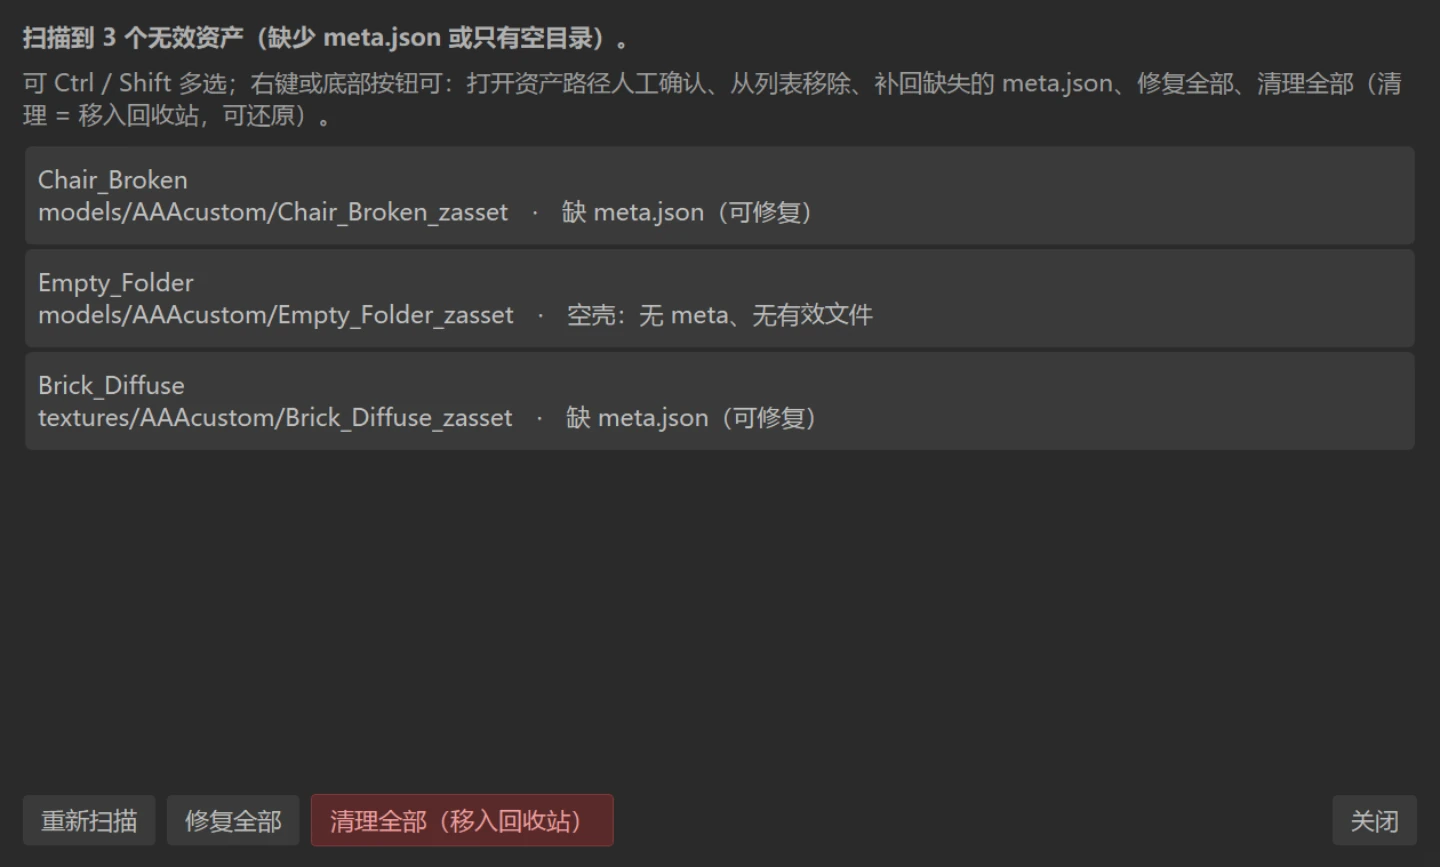 扫描到 3 个无效资产（缺少 meta.json 或只有空目录）。
可 Ctrl / Shift 多选；右键或底部按钮可：打开资产路径人工确认、从列表移除、补回缺失的 meta.json、修复全部、清理全部（清
理 = 移入回收站，可还原）。
Chair_Broken
models/AAAcustom/Chair_Broken_zasset · 缺 meta.json（可修复）
Empty_Folder
models/AAAcustom/Empty_Folder_zasset · 空壳：无 meta、无有效文件
Brick_Diffuse
textures/AAAcustom/Brick_Diffuse_zasset · 缺 meta.json（可修复）
重新扫描 修复全部 清理全部（移入回收站） 关闭